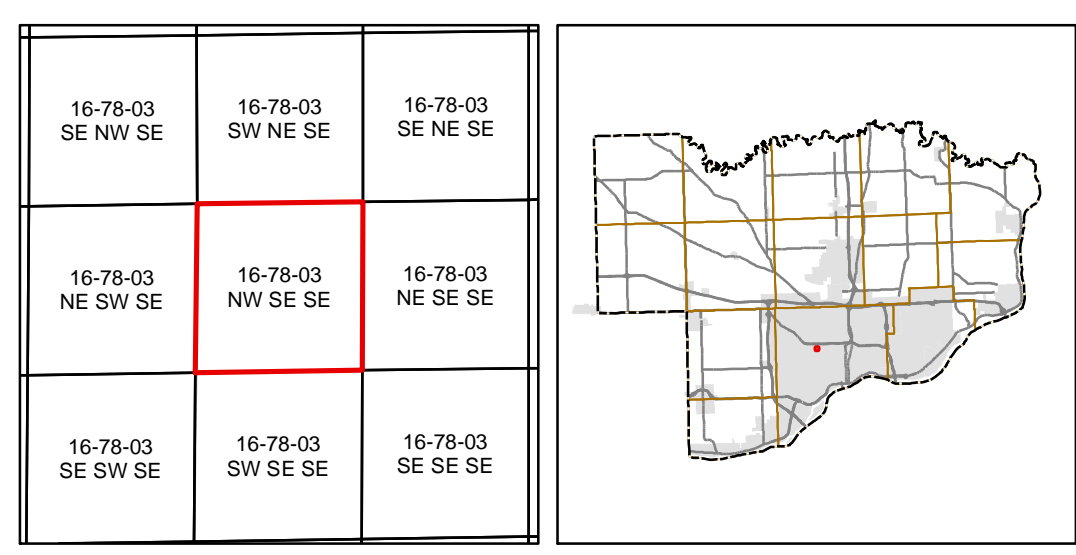 16-78-03
SE NW SE
16-78-03
SW NE SE
16-78-03
SE NE SE
16-78-03
NE SW SE
16-78-03
NW SE SE
16-78-03
NE SE SE
16-78-03
SE SW SE
16-78-03
SW SE SE
16-78-03
SE SE SE